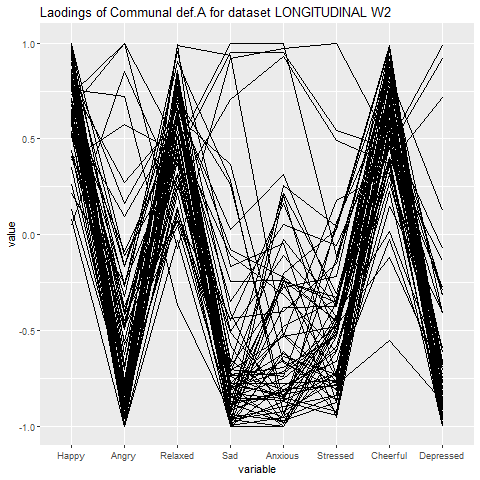 Laodings of Communal def.A for dataset LONGITUDINAL W2
1.0
0.5
0.0
-0.5
-1.0
value
Happy Angry Relaxed Sad Anxious Stressed Cheerful Depressed
variable